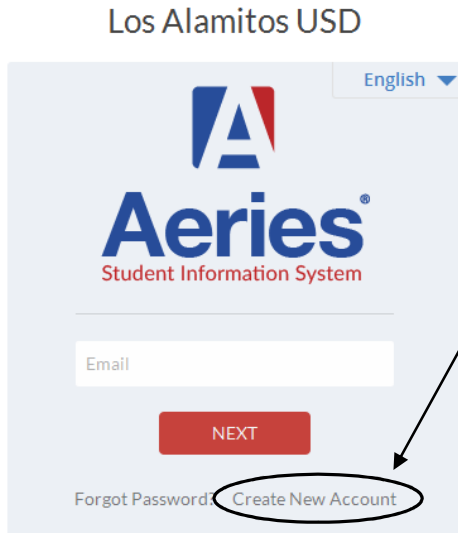 Los Alamitos USD
English
Aeries®
Student Information System
Email
NEXT
Forgot Password? Create New Account